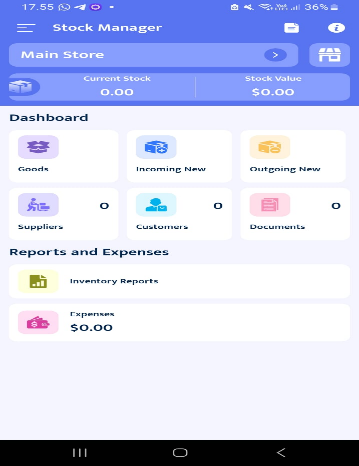 17.55 36%
Stock Manager
Main Store
Current Stock Stock Value
0.00 $0.00
Dashboard
Goods Incoming New Outgoing New
0 0 0
Suppliers Customers Documents
Reports and Expenses
Inventory Reports
Expenses
$0.00